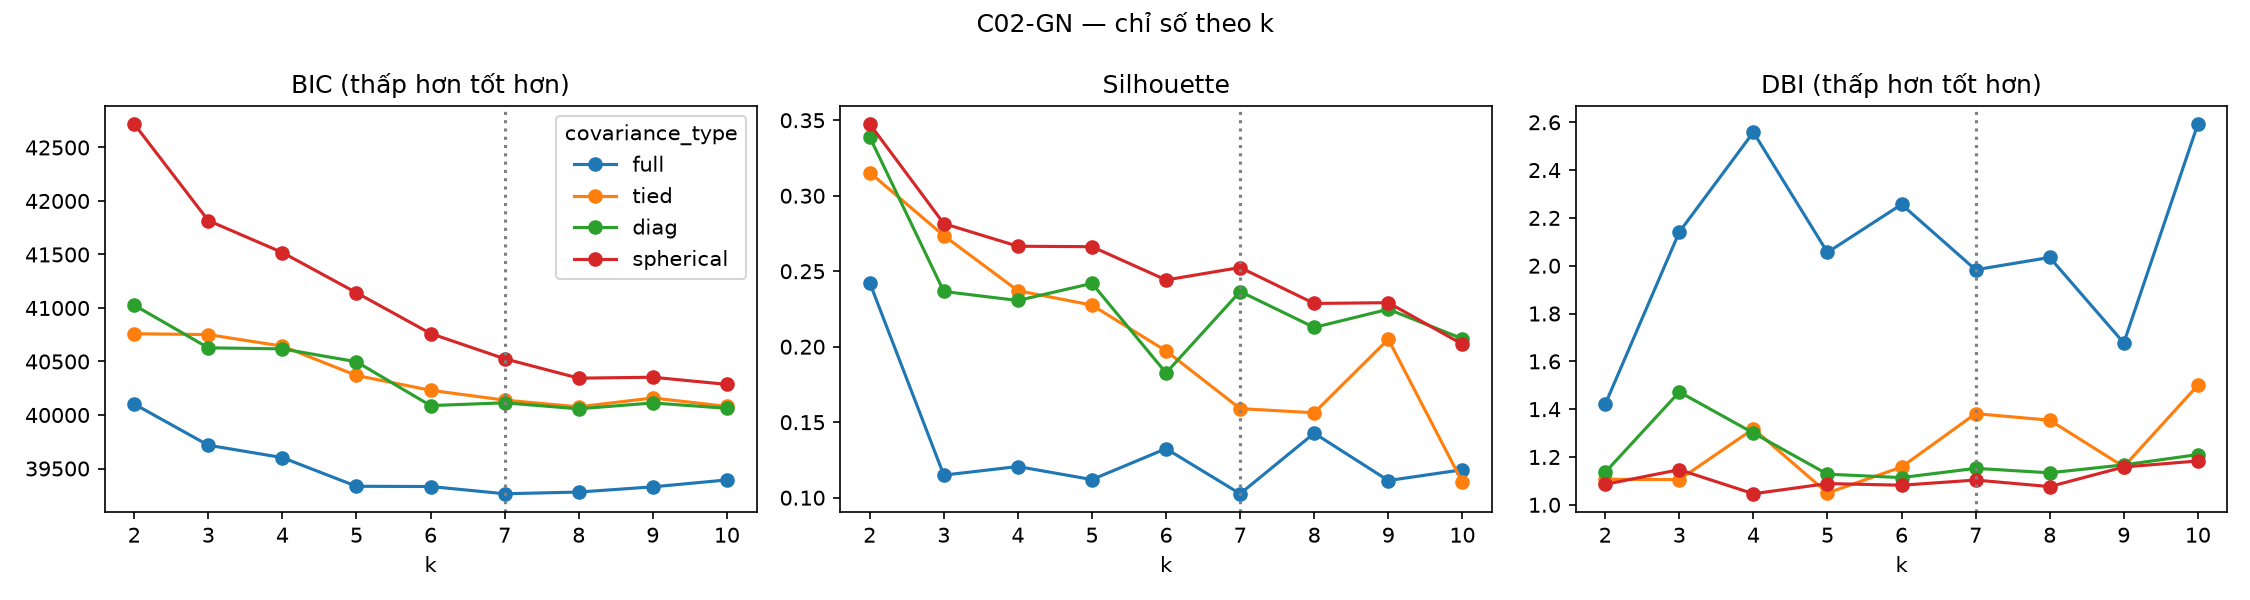 C02-GN — chỉ số theo k
BIC (thấp hơn tốt hơn)
42500
42000
41500
41000
40500
40000
39500
2 3 4 5 6 7 8 9 10
k
covariance_type
full
tied
diag
spherical
Silhouette
0.35
0.30
0.25
0.20
0.15
0.10
2 3 4 5 6 7 8 9 10
k
DBI (thấp hơn tốt hơn)
2.6
2.4
2.2
2.0
1.8
1.6
1.4
1.2
1.0
2 3 4 5 6 7 8 9 10
k